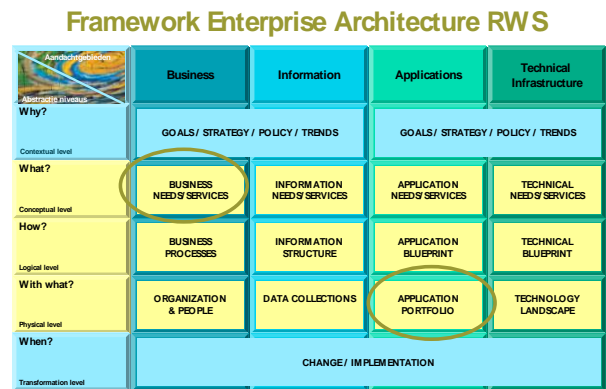 Framework Enterprise Architecture RWS
Aandachtgebieden
Abstractie niveaus
Business
Information
Applications
Technical
Infrastructure
Why?
Contextual level
GOALS / STRATEGY / POLICY / TRENDS
GOALS / STRATEGY / POLICY / TRENDS
What?
Conceptual level
BUSINESS
NEEDS/SERVICES
INFORMATION
NEEDS/SERVICES
APPLICATION
NEEDS/SERVICES
TECHNICAL
NEEDS/SERVICES
How?
Logical level
BUSINESS
PROCESSES
INFORMATION
STRUCTURE
APPLICATION
BLUEPRINT
TECHNICAL
BLUEPRINT
With what?
Physical level
ORGANIZATION
& PEOPLE
DATA COLLECTIONS
APPLICATION
PORTFOLIO
TECHNOLOGY
LANDSCAPE
When?
Transformation level
CHANGE / IMPLEMENTATION